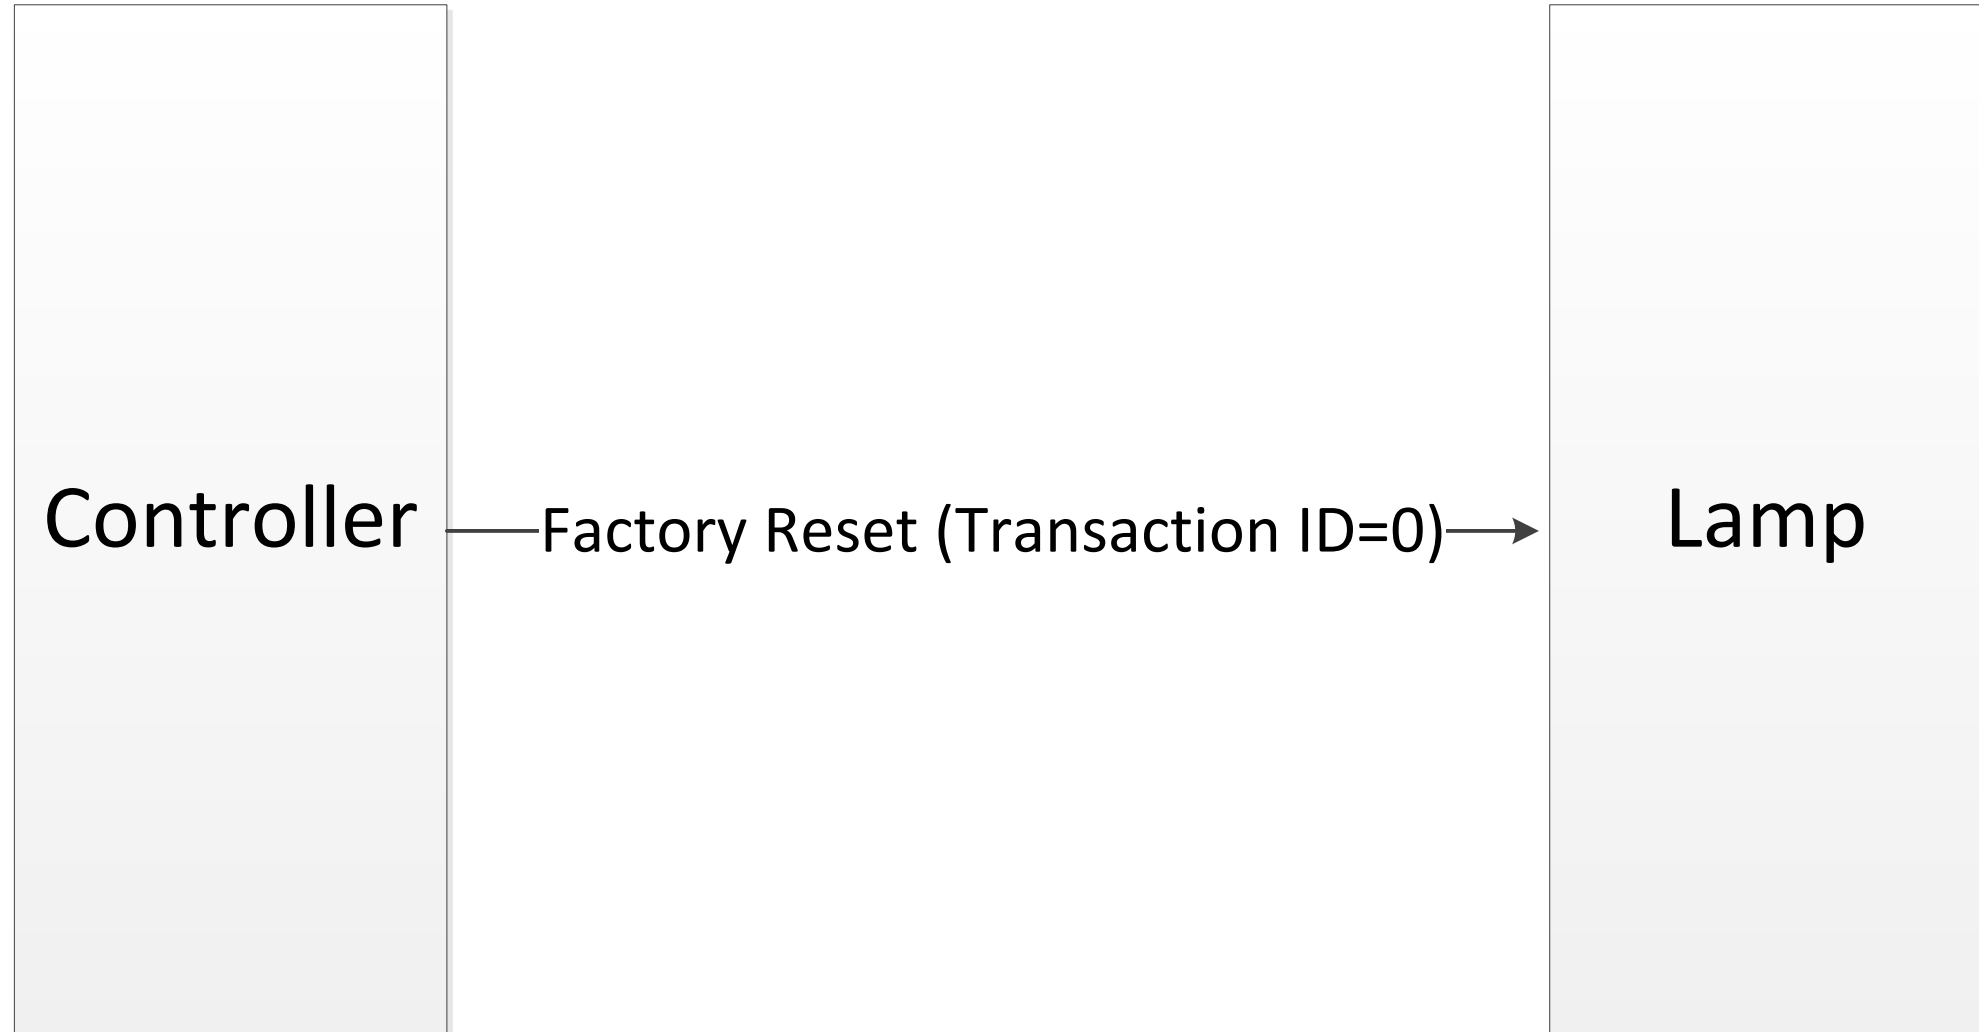 Controller
Factory Reset (Transaction ID=0)
Lamp